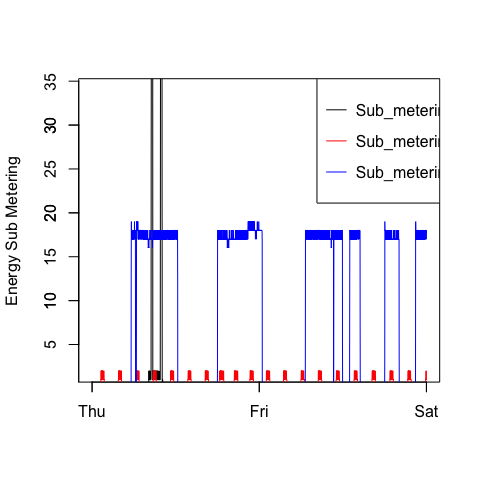 35
30
25
20
15
10
5
Energy Sub Metering
Sub_meterin
Sub_meterin
Sub_meterin
Thu Fri Sat